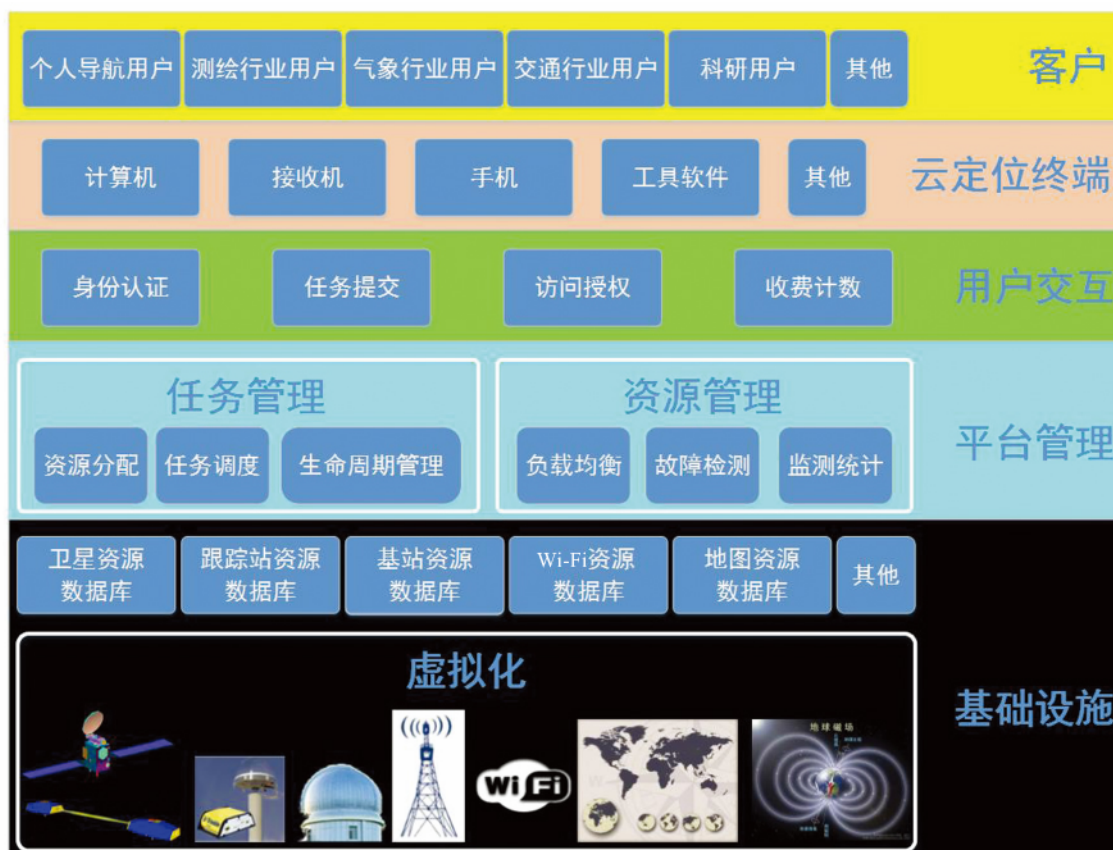 个人导航用户
测绘行业用户
气象行业用户
交通行业用户
科研用户
其他
客户
计算机
接收机
手机
工具软件
其他
云定位终端
身份认证
任务提交
访问授权
收费计数
用户交互
任务管理
资源管理
资源分配
任务调度
生命周期管理
负载均衡
故障检测
监测统计
平台管理
卫星资源
数据库
跟踪站资源
数据库
基站资源
数据库
Wi-Fi资源
数据库
地图资源
数据库
其他
虚拟化
基础设施
WiFi
地球磁场